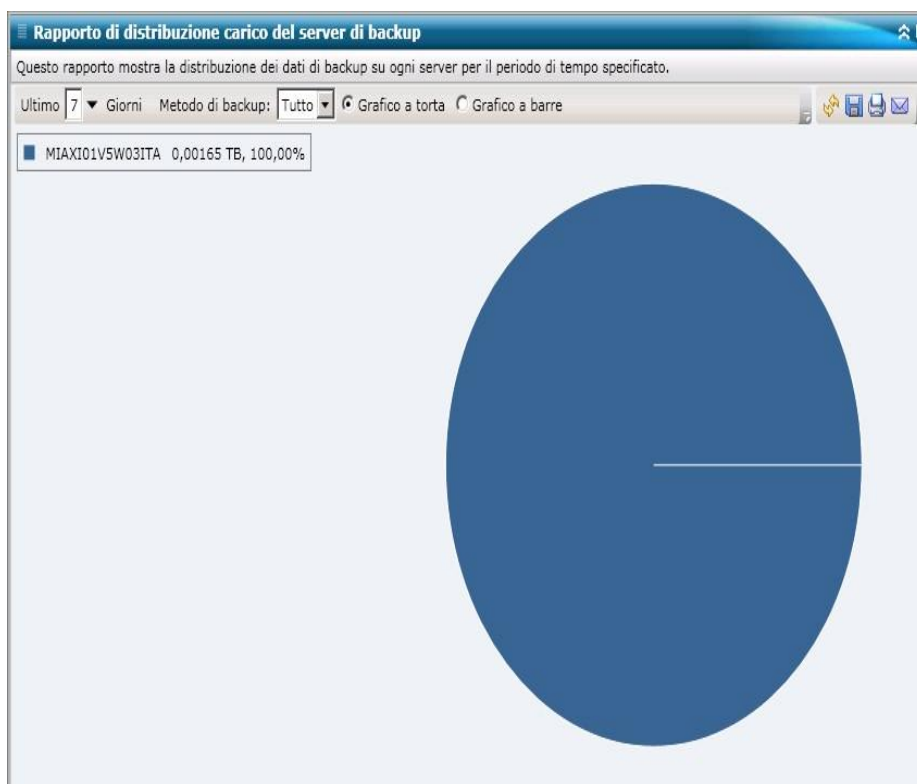 Rapporto di distribuzione carico del server di backup
Questo rapporto mostra la distribuzione dei dati di backup su ogni server per il periodo di tempo specificato.
Ultimo 7 Giorni Metodo di backup: Tutto Grafico a torta Grafico a barre
MIAXI01V5W03ITA 0,00165 TB, 100,00%